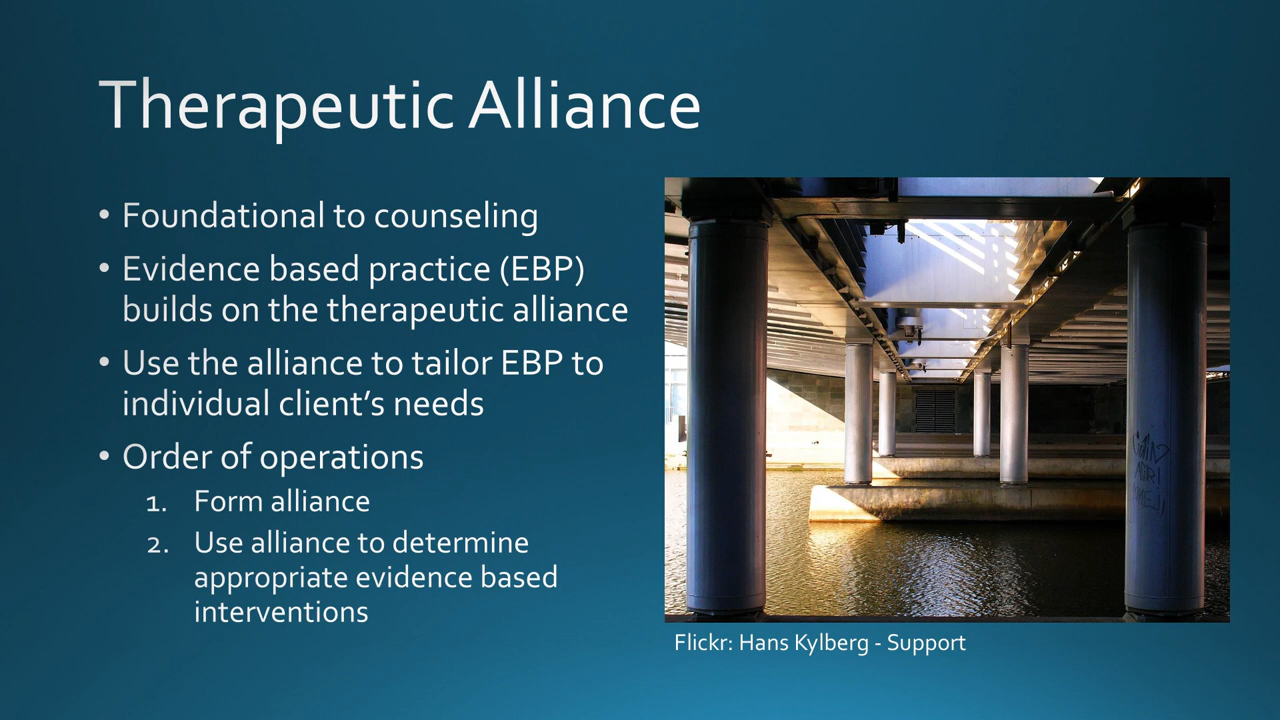 Therapeutic Alliance
• Foundational to counseling
• Evidence based practice (EBP)
builds on the therapeutic alliance
• Use the alliance to tailor EBP to
individual client’s needs
• Order of operations
1. Form alliance
2. Use alliance to determine
appropriate evidence based
interventions
Flickr: Hans Kylberg - Support